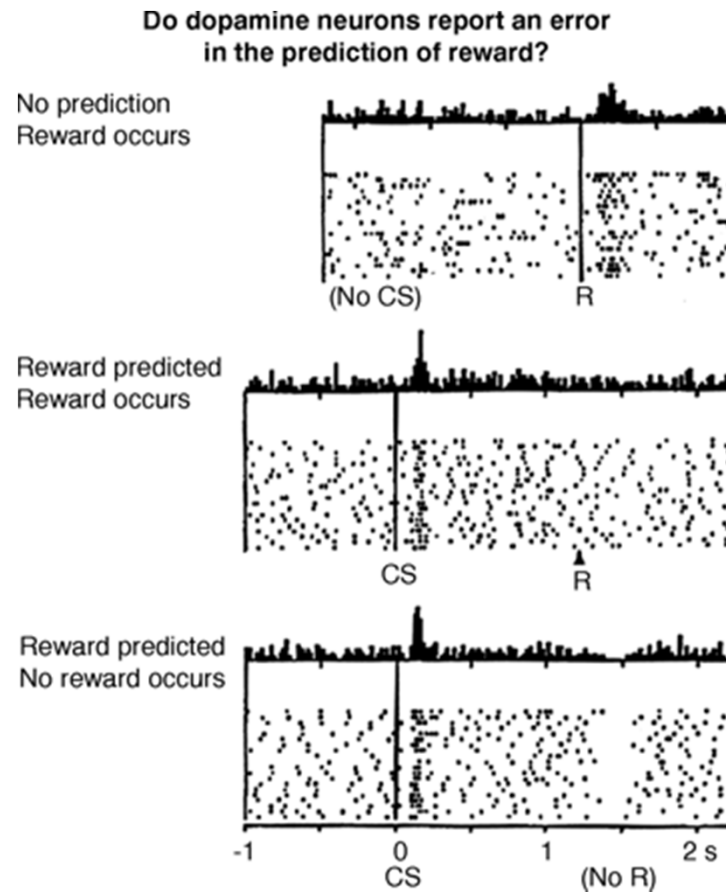 Do dopamine neurons report an error
in the prediction of reward?
No prediction
Reward occurs
(No CS) R
Reward predicted
Reward occurs
CS R
Reward predicted
No reward occurs
-1 0 1 2 s
CS (No R)